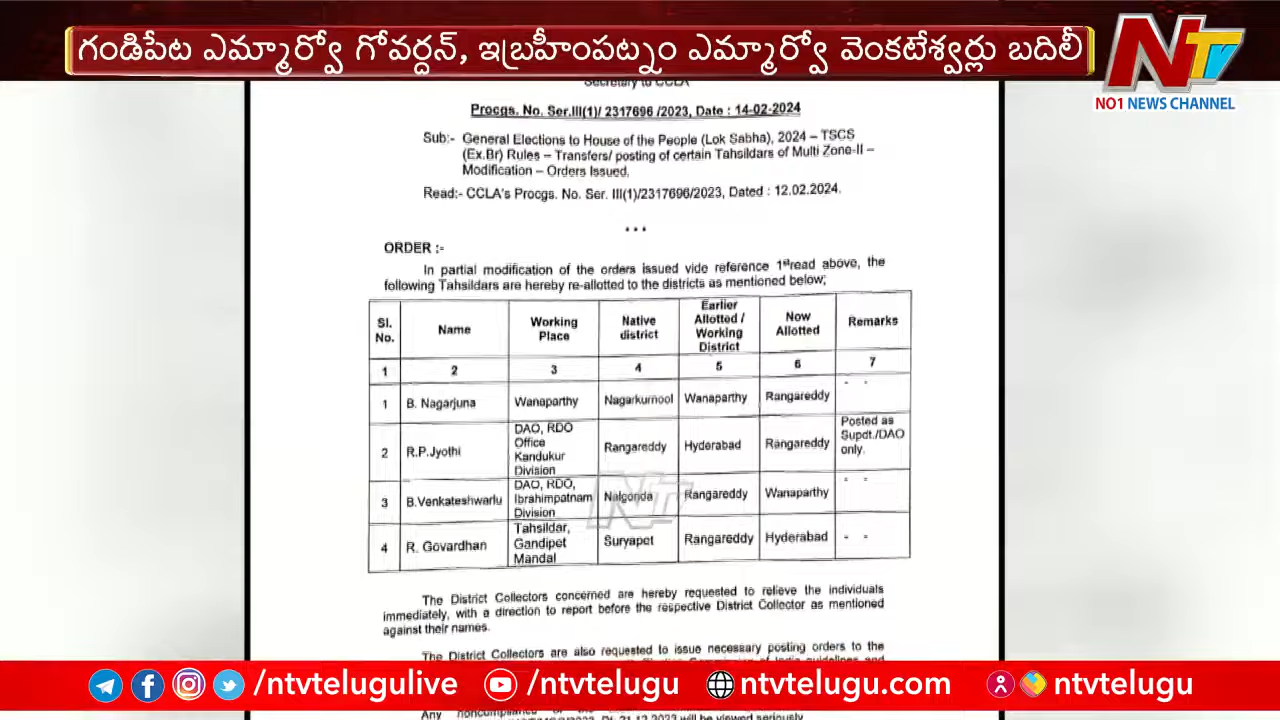 గండిపేట ఎమ్మార్వో గోవర్దన్, ఇబ్రహీంపట్నం ఎమ్మార్వో వెంకటేశ్వర్లు బదిలీ
NTV
NO1 NEWS CHANNEL
Secretary to CCLA
Procgs. No. Ser.III(1)/ 2317696 /2023, Date : 14-02-2024
Sub:- General Elections to House of the People (Lok Sabha), 2024 – TSCS
(Ex.Br) Rules – Transfers/ posting of certain Tahsildars of Multi Zone-II –
Modification – Orders Issued.
Read:- CCLA's Procgs. No. Ser. III(1)/2317696/2023, Dated : 12.02.2024.
***
ORDER :-
In partial modification of the orders issued vide reference 1st read above, the
following Tahsildars are hereby re-allotted to the districts as mentioned below;
Sl. No. Name Working Place Native district Earlier Allotted / Working District Now Allotted Remarks
1 2 3 4 5 6 7
1 B. Nagarjuna Wanaparthy Nagarkurnool Wanaparthy Rangareddy - -
2 R.P.Jyothi DAO, RDO Office Kandukur Division Rangareddy Hyderabad Rangareddy Posted as Supdt./DAO only.
3 B.Venkateshwarlu DAO, RDO, Ibrahimpatnam Division Nalgonda Rangareddy Wanaparthy - -
4 R. Govardhan Tahsildar, Gandipet Mandal Suryapet Rangareddy Hyderabad - -
NTV
The District Collectors concerned are hereby requested to relieve the individuals
immediately, with a direction to report before the respective District Collector as mentioned
against their names.
The District Collectors are also requested to issue necessary posting orders to the
/ntvtelugulive /ntvtelugu ntvtelugu.com ntvtelugu
Any
will be viewed seriously